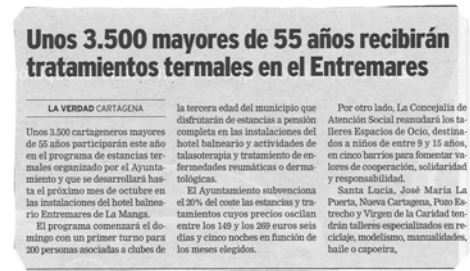 Unos 3.500 mayores de 55 años recibirán
tratamientos termales en el Entremares
LA VERDAD CARTAGENA
Unos 3.500 cartageneros mayores
de 55 años participarán este año
en el programa de estancias ter-
males organizado por el Ayunta-
miento y que se desarrollará has-
ta el próximo mes de octubre en
las instalaciones del hotel balnea-
rio Entremares de La Manga.
El programa comenzará el do-
mingo con un primer turno para
200 personas asociadas a clubes de
la tercera edad del municipio que
disfrutarán de estancias a pensión
completa en las instalaciones del
hotel balneario y actividades de
talasoterapia y tratamiento de en-
fermedades reumáticas o derma-
tológicas.
El Ayuntamiento subvenciona
el 20% del coste las estancias y tra-
tamientos cuyos precios oscilan
entre los 149 y los 269 euros seis
días y cinco noches en función de
los meses elegidos.
Por otro lado, La Concejalía de
Atención Social reanudará los ta-
lleres Espacios de Ocio, destina-
dos a niños de entre 9 y 15 años,
en cinco barrios para fomentar va-
lores de cooperación, solidaridad
y responsabilidad.
Santa Lucía, José María La
Puerta, Nueva Cartagena, Pozo Es-
trecho y Virgen de la Caridad ten-
drán talleres especializados en re-
ciclaje, modelismo, manualidades,
baile o capoeira,